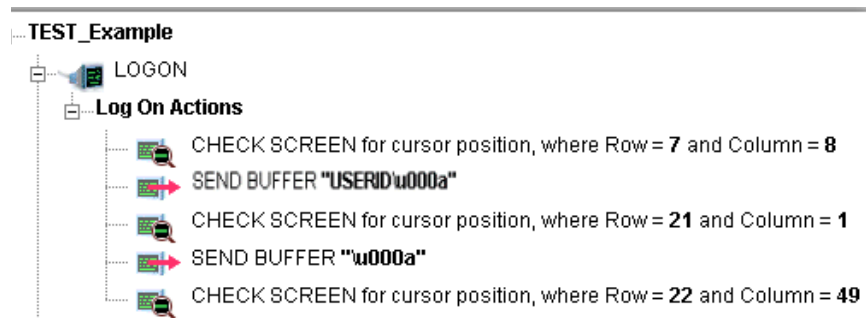 TEST_Example
LOGON
Log On Actions
CHECK SCREEN for cursor position, where Row = 7 and Column = 8
SEND BUFFER "USERID\u000a"
CHECK SCREEN for cursor position, where Row = 21 and Column = 1
SEND BUFFER "\u000a"
CHECK SCREEN for cursor position, where Row = 22 and Column = 49